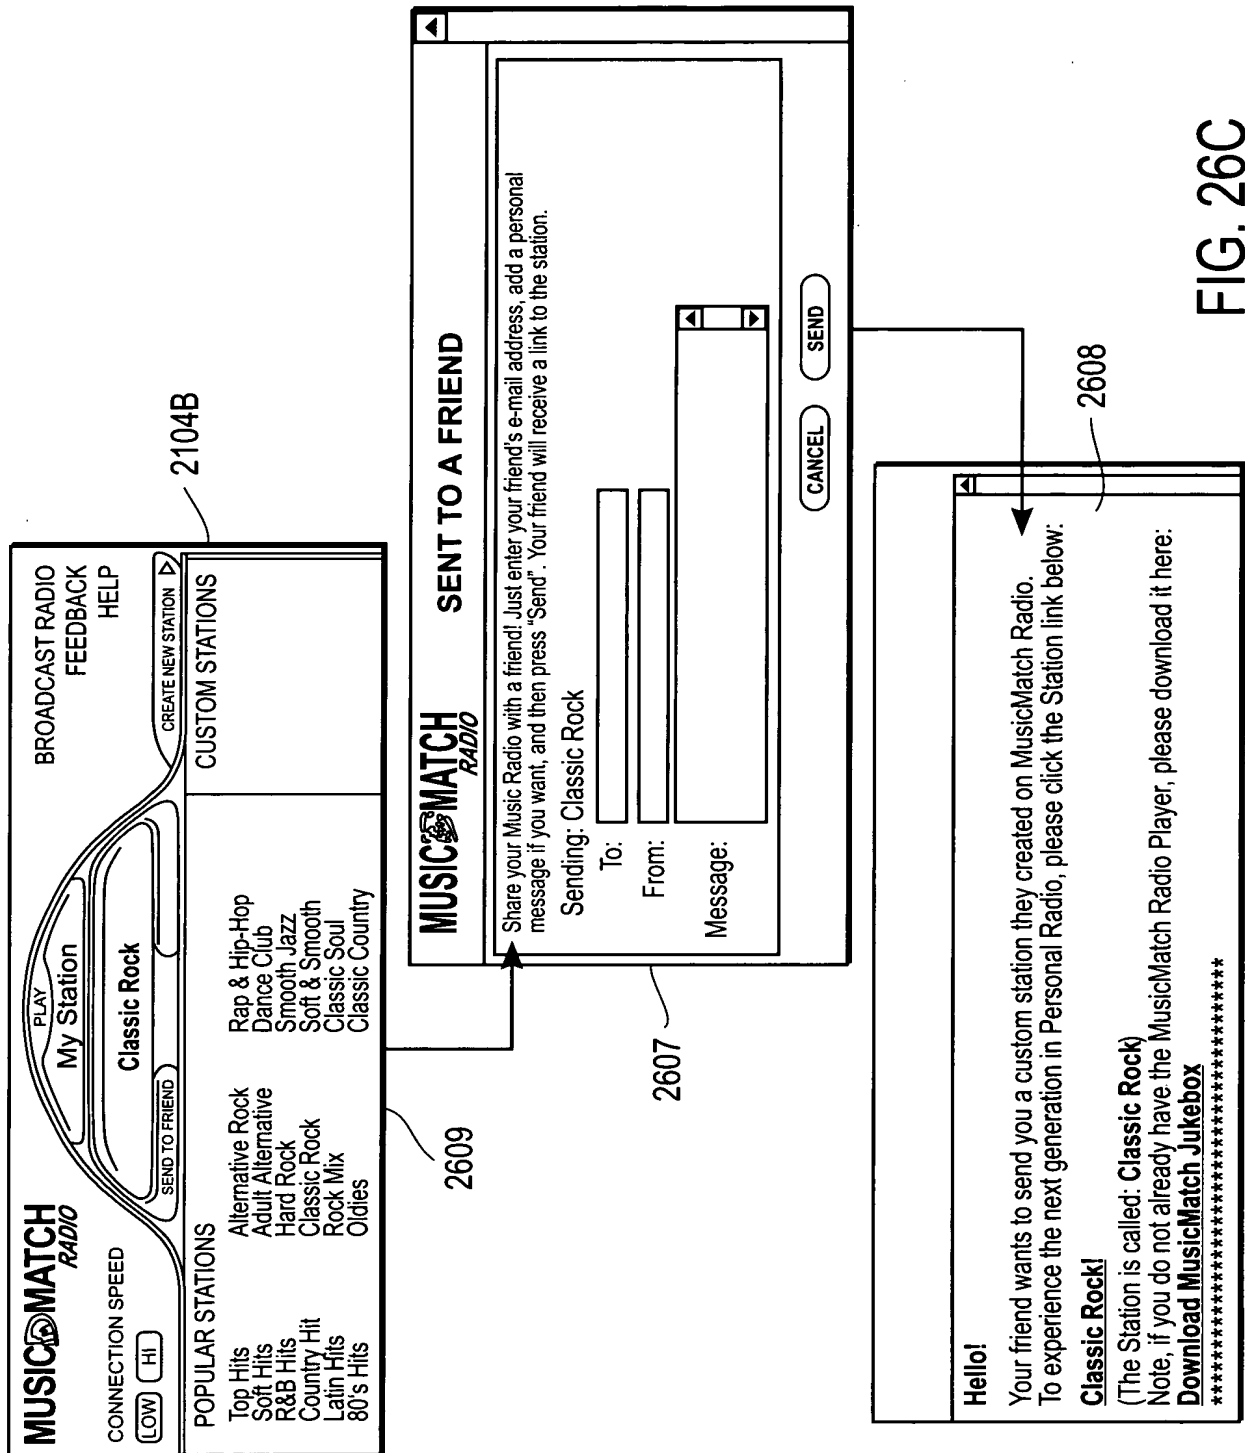 MUSICMATCH
RADIO
CONNECTION SPEED
LOW HI
PLAY
My Station
Classic Rock
SEND TO FRIEND
BROADCAST RADIO
FEEDBACK
HELP
CREATE NEW STATION
POPULAR STATIONS
Top Hits
Soft Hits
R&B Hits
Country Hit
Latin Hits
80's Hits
Alternative Rock
Adult Alternative
Hard Rock
Classic Rock
Rock Mix
Oldies
Rap & Hip-Hop
Dance Club
Smooth Jazz
Soft & Smooth
Classic Soul
Classic Country
CUSTOM STATIONS
2104B
2609
MUSICMATCH
RADIO
SENT TO A FRIEND
Share your Music Radio with a friend! Just enter your friend's e-mail address, add a personal
message if you want, and then press “Send”. Your friend will receive a link to the station.
Sending: Classic Rock
To:
From:
Message:
CANCEL SEND
2607
Hello!
Your friend wants to send you a custom station they created on MusicMatch Radio.
To experience the next generation in Personal Radio, please click the Station link below:
Classic Rock!
(The Station is called: Classic Rock)
Note, if you do not already have the MusicMatch Radio Player, please download it here:
Download MusicMatch Jukebox
****************************************
2608
FIG. 26C